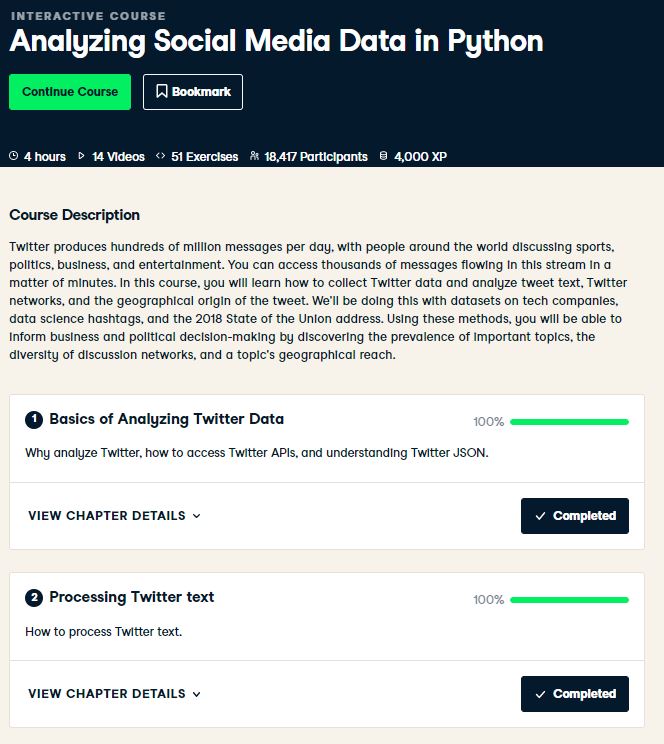 INTERACTIVE COURSE
Analyzing Social Media Data in Python
Continue Course
Bookmark
4 hours 14 Videos 51 Exercises 18,417 Participants 4,000 XP
Course Description
Twitter produces hundreds of million messages per day, with people around the world discussing sports,
politics, business, and entertainment. You can access thousands of messages flowing in this stream in a
matter of minutes. In this course, you will learn how to collect Twitter data and analyze tweet text, Twitter
networks, and the geographical origin of the tweet. We'll be doing this with datasets on tech companies,
data science hashtags, and the 2018 State of the Union address. Using these methods, you will be able to
inform business and political decision-making by discovering the prevalence of important topics, the
diversity of discussion networks, and a topic's geographical reach.
1 Basics of Analyzing Twitter Data 100%
Why analyze Twitter, how to access Twitter APIs, and understanding Twitter JSON.
VIEW CHAPTER DETAILS Completed
2 Processing Twitter text 100%
How to process Twitter text.
VIEW CHAPTER DETAILS Completed